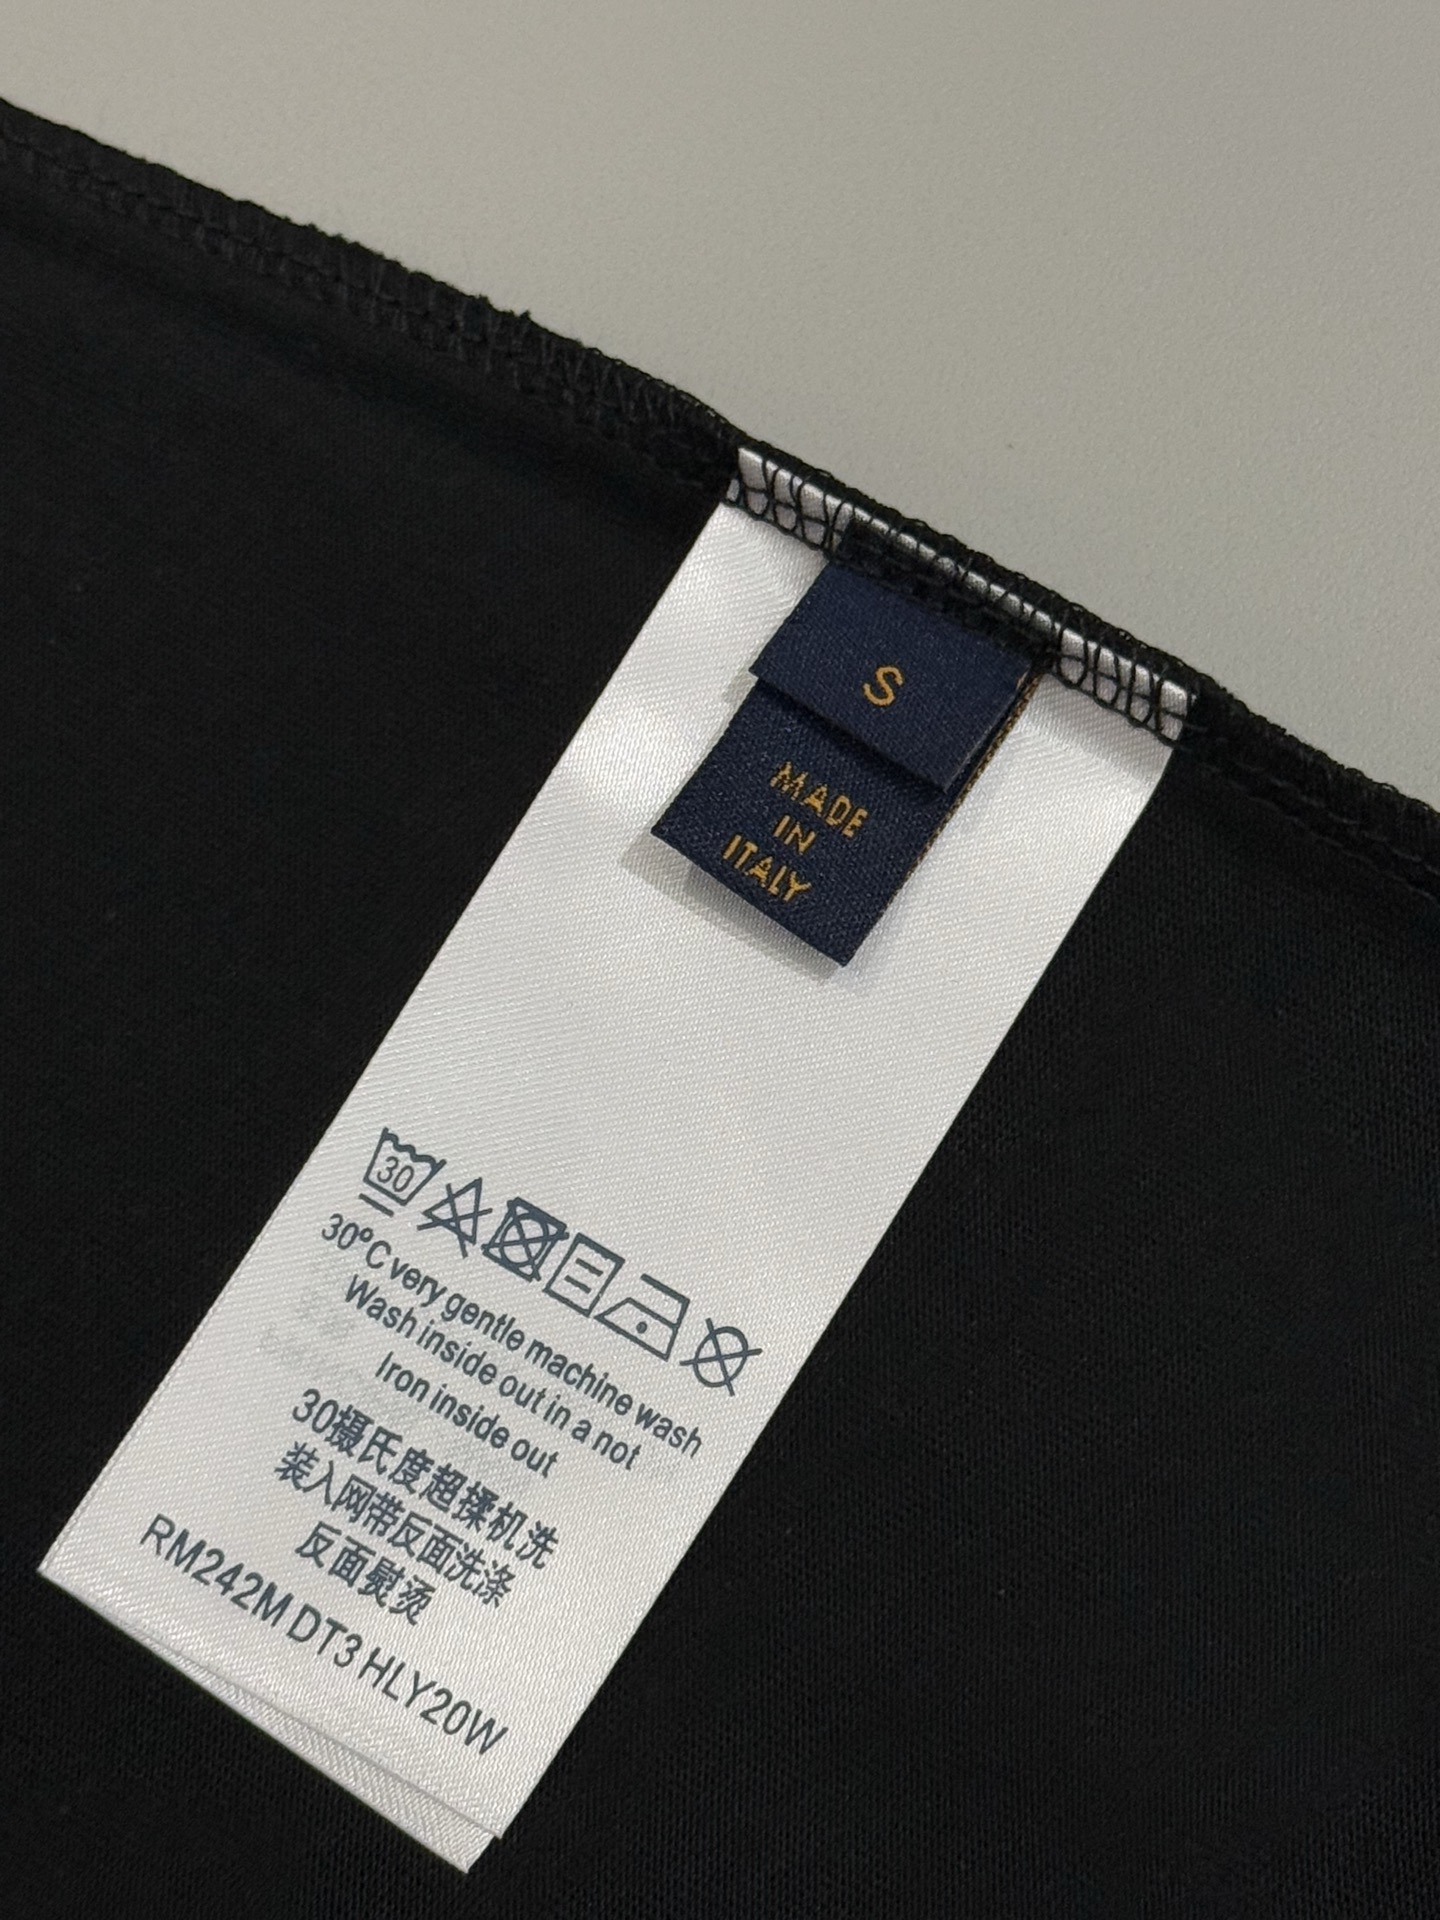 S
MADE
IN
ITALY
30
30°C very gentle machine wash
Wash inside out in a not
Iron inside out
30摄氏度超揉机洗
装入网带反面洗涤
反面熨烫
RM242M DT3 HLY20W